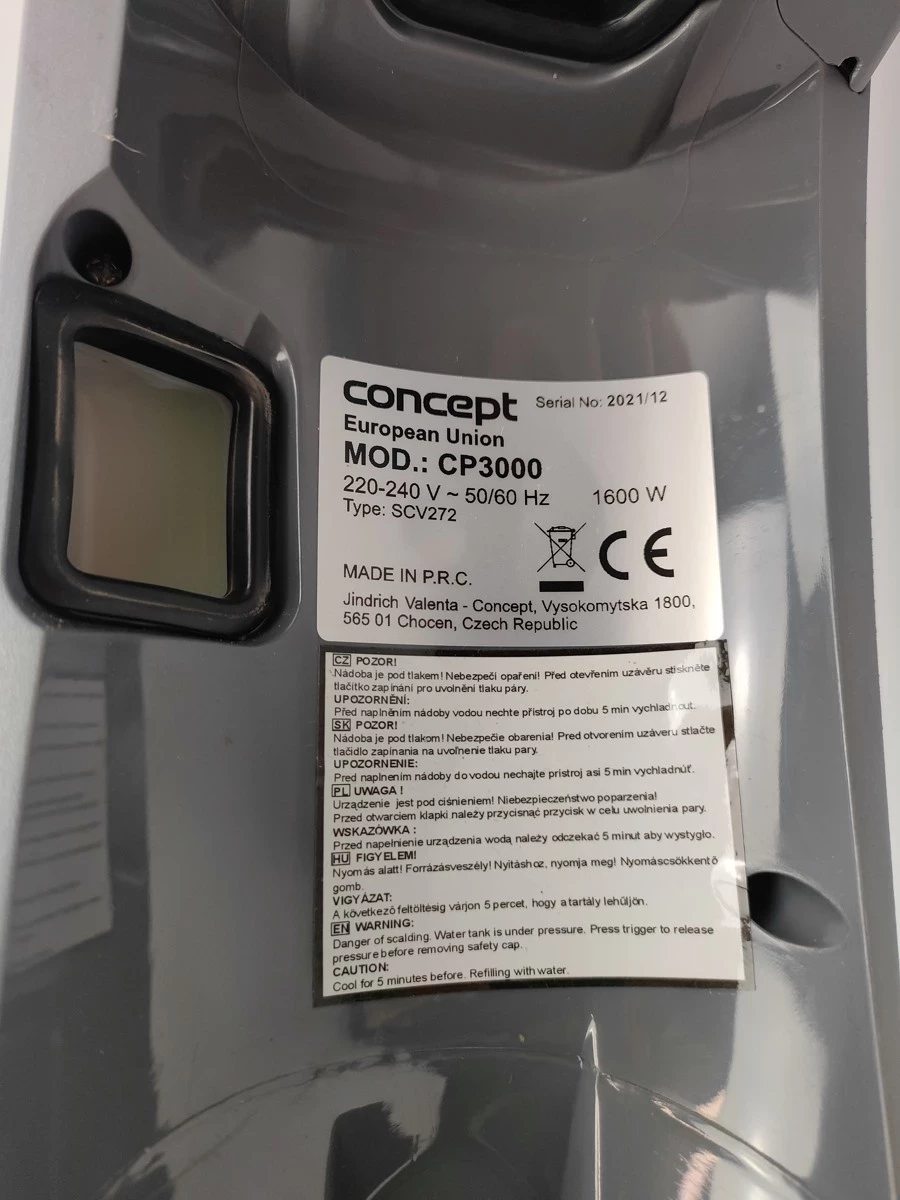 concept Serial No: 2021/12
European Union
MOD.: CP3000
220-240 V ~ 50/60 Hz 1600 W
Type: SCV272
CE
MADE IN P.R.C.
Jindrich Valenta - Concept, Vysokomytska 1800,
565 01 Chocen, Czech Republic
CZ POZOR!
Nádoba je pod tlakem! Nebezpečí opaření! Před otevřením uzávěru stiskněte
tlačítko zapínání pro uvolnění tlaku páry.
UPOZORNĚNÍ:
Před naplněním nádoby vodou nechte přístroj po dobu 5 min vychladnout.
SK POZOR!
Nádoba je pod tlakom! Nebezpečie obarenia! Pred otvorenim uzáveru stlačte
tlačidlo zapínania na uvoľnenie tlaku pary.
UPOZORNENIE:
Pred naplnením nádoby do vodou nechajte pristroj asi 5 min vychladnúť.
PL UWAGA !
Urządzenie jest pod ciśnieniem! Niebezpieczeństwo poparzenia!
Przed otwarciem klapki należy przycisnąć przycisk w celu uwolnienia pary.
WSKAZÓWKA :
Przed napełnienie urządzenia wodą należy odczekać 5 minut aby wystygło.
HU FIGYELEM!
Nyomás alatt! Forrázásveszély! Nyitáshoz, nyomja meg! Nyomáscsökkentő
gomb.
VIGYÁZAT:
A következő feltöltésig várjon 5 percet, hogy a tartály lehűljön.
EN WARNING:
Danger of scalding. Water tank is under pressure. Press trigger to release
pressure before removing safety cap.
CAUTION:
Cool for 5 minutes before. Refilling with water.